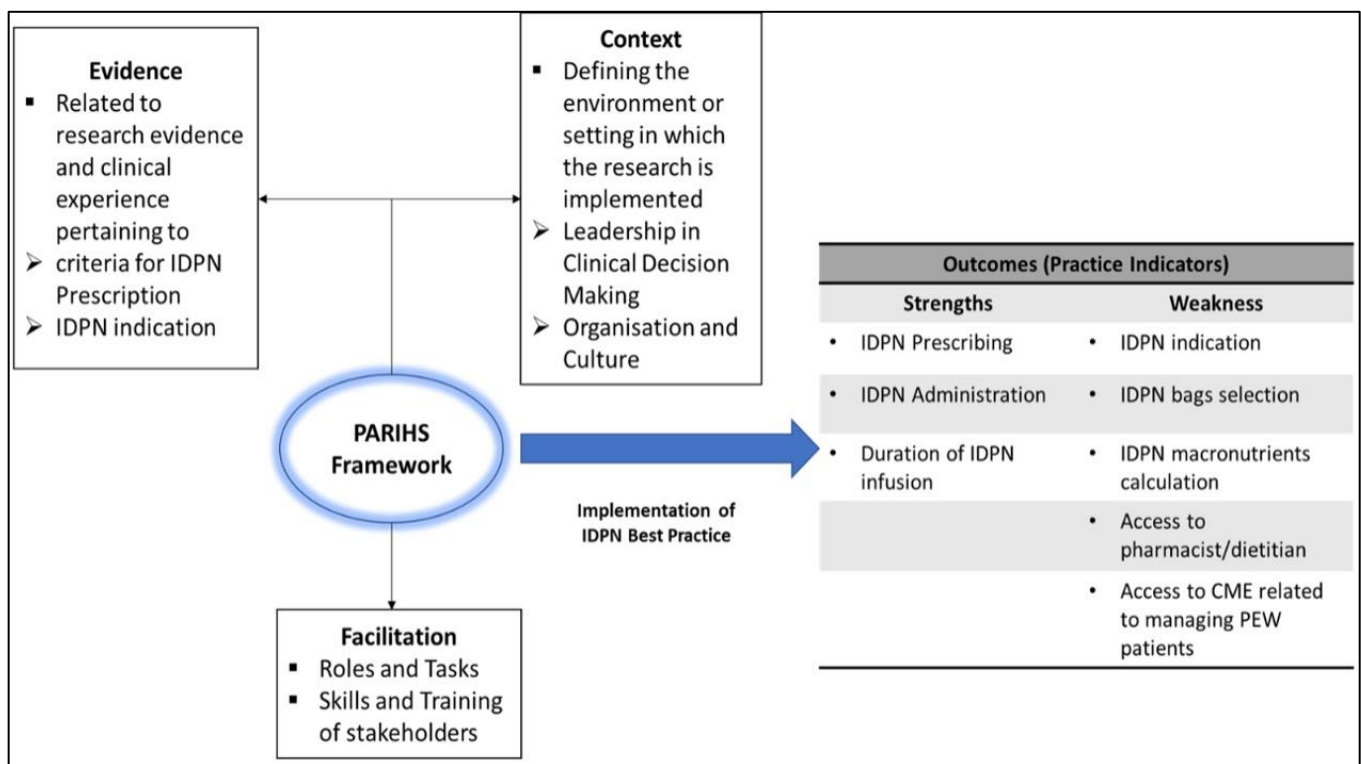 Evidence
▪ Related to
research evidence
and clinical
experience
pertaining to
➢ criteria for IDPN
Prescription
➢ IDPN indication
Context
▪ Defining the
environment or
setting in which
the research is
implemented
➢ Leadership in
Clinical Decision
Making
➢ Organisation and
Culture
PARIHS
Framework
Implementation of
IDPN Best Practice
Facilitation
▪ Roles and Tasks
▪ Skills and Training
of stakeholders
Outcomes (Practice Indicators)
Strengths Weakness
• IDPN Prescribing • IDPN indication
• IDPN Administration • IDPN bags selection
• Duration of IDPN • IDPN macronutrients
infusion calculation
• Access to
pharmacist/dietitian
• Access to CME related
to managing PEW
patients